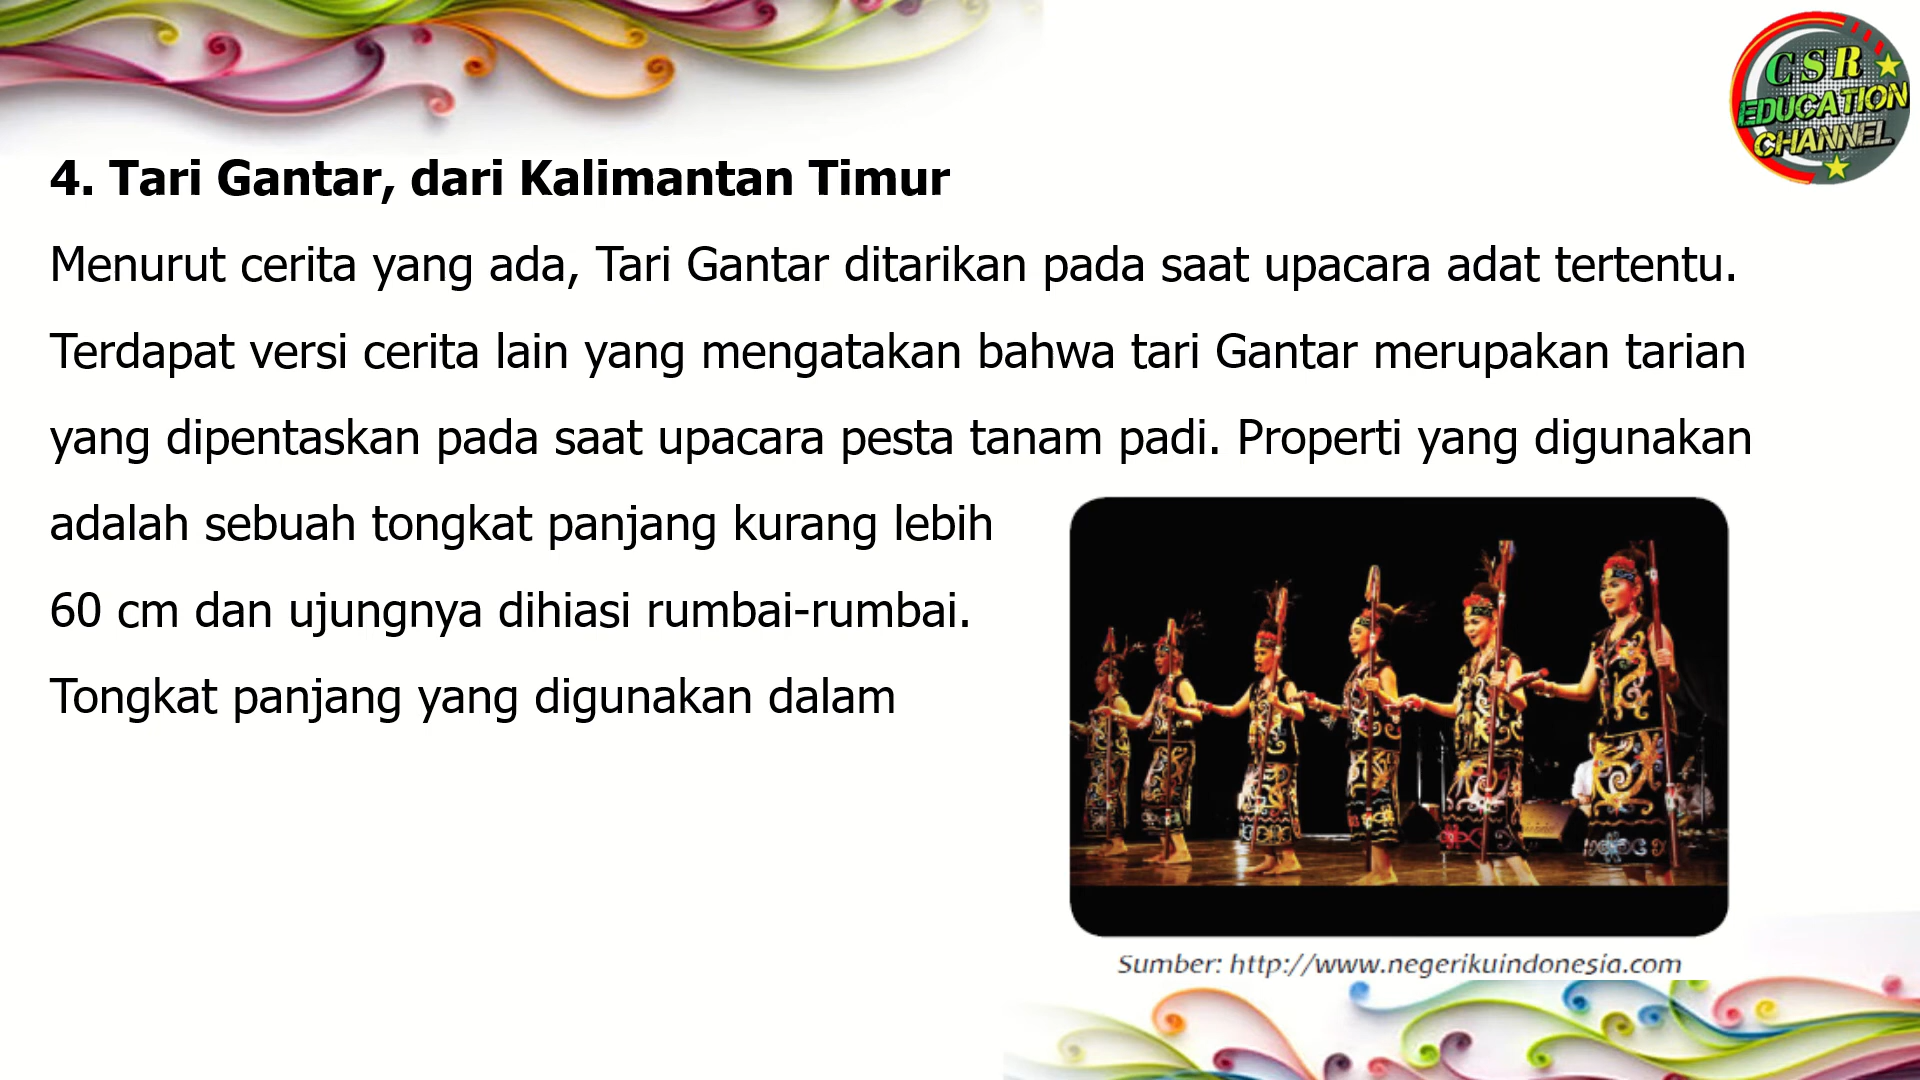 CSR
EDUCATION
CHANNEL
4. Tari Gantar, dari Kalimantan Timur
Menurut cerita yang ada, Tari Gantar ditarikan pada saat upacara adat tertentu.
Terdapat versi cerita lain yang mengatakan bahwa tari Gantar merupakan tarian
yang dipentaskan pada saat upacara pesta tanam padi. Properti yang digunakan
adalah sebuah tongkat panjang kurang lebih
60 cm dan ujungnya dihiasi rumbai-rumbai.
Tongkat panjang yang digunakan dalam
Sumber: http://www.negerikuindonesia.com